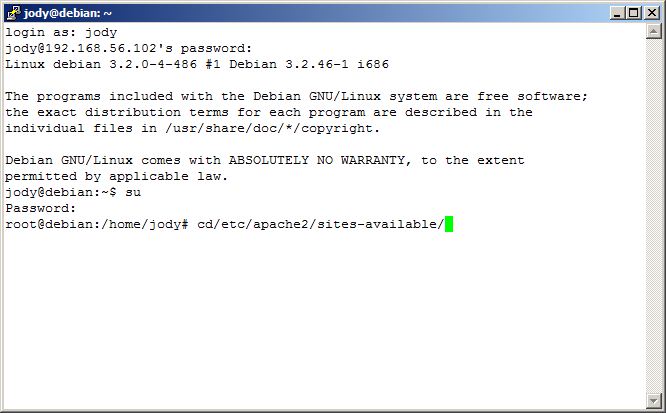 jody@debian: ~
login as: jody
jody@192.168.56.102's password:
Linux debian 3.2.0-4-486 #1 Debian 3.2.46-1 i686
The programs included with the Debian GNU/Linux system are free software;
the exact distribution terms for each program are described in the
individual files in /usr/share/doc/*/copyright.
Debian GNU/Linux comes with ABSOLUTELY NO WARRANTY, to the extent
permitted by applicable law.
jody@debian:~$ su
Password:
root@debian:/home/jody# cd/etc/apache2/sites-available/